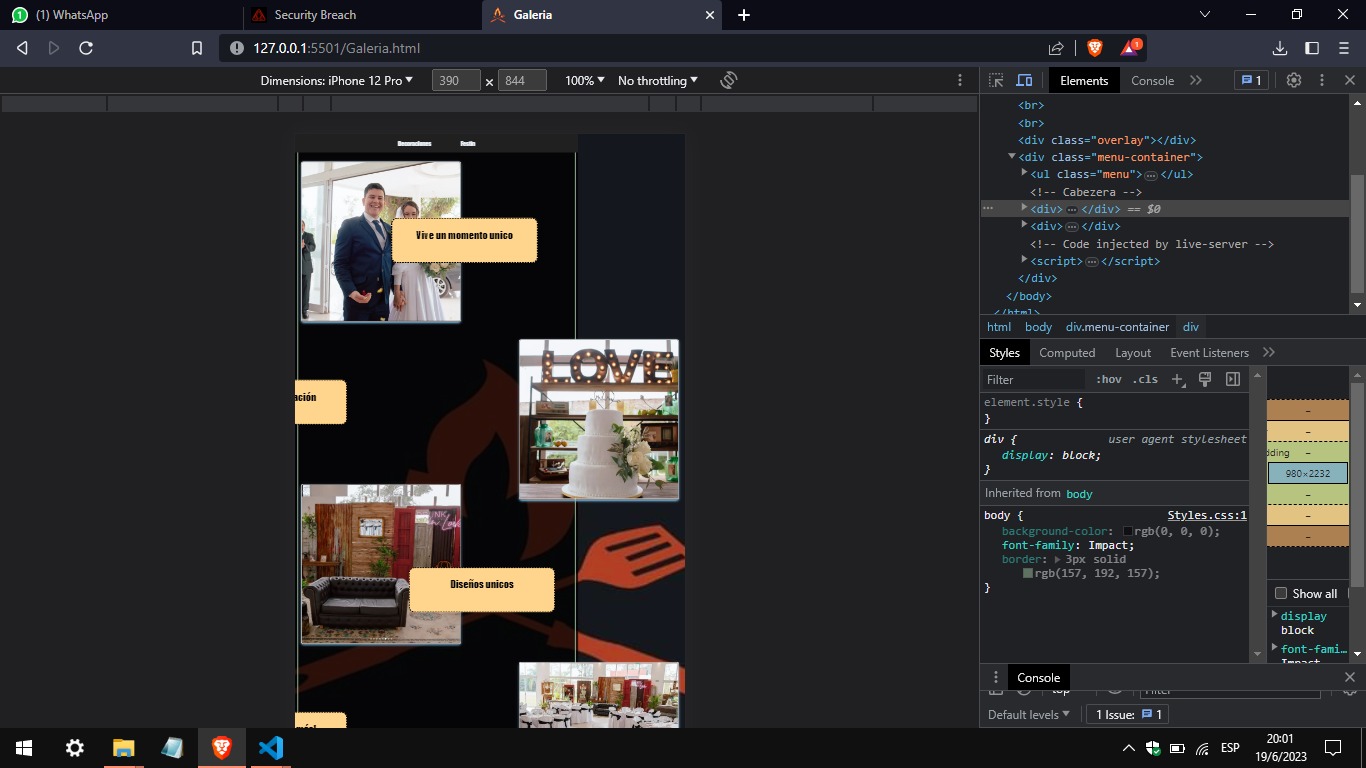 (1) WhatsApp
Security Breach
Galeria
127.0.0.1:5501/Galeria.html
1
Dimensions: iPhone 12 Pro
390
×
844
100%
No throttling
Elements
Console
1
<br>
<br>
<div class="overlay"></div>
<div class="menu-container">
<ul class="menu">…</ul>
<!-- Cabezera -->
<div>…</div> == $0
<div>…</div>
<!-- Code injected by live-server -->
<script>…</script>
</div>
</body>
</html>
html body div.menu-container div
Styles Computed Layout Event Listeners
Filter
:hov .cls
element.style {
}
div {
user agent stylesheet
display: block;
}
Inherited from body
body {
Styles.css:1
background-color: rgb(0, 0, 0);
font-family: Impact;
border: 3px solid
rgb(157, 192, 157);
}
dding
980×2232
Show all
display
block
font-fami…
Impact
Console
top
Filter
Default levels
1 Issue: 1
Decoraciones
Vive un momento unico
LOVE
ación
Diseños unicos
ESP
20:01
19/6/2023